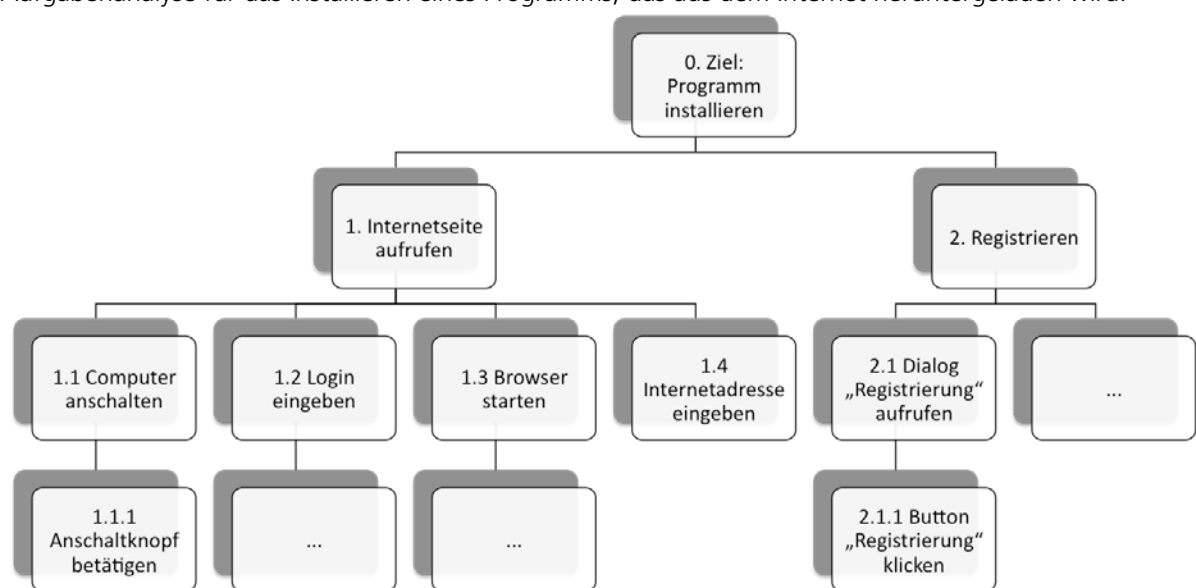 für das Installieren eines Programms, das aus dem Internet heruntergeladen wird.
0. Ziel:
Programm
installieren
1. Internetseite
aufrufen
2. Registrieren
1.1 Computer
anschalten
1.2 Login
eingeben
1.3 Browser
starten
1.4
Internetadresse
eingeben
2.1 Dialog
„Registrierung“
aufrufen
...
1.1.1
Anschaltknopf
betätigen
...
...
2.1.1 Button
„Registrierung“
klicken